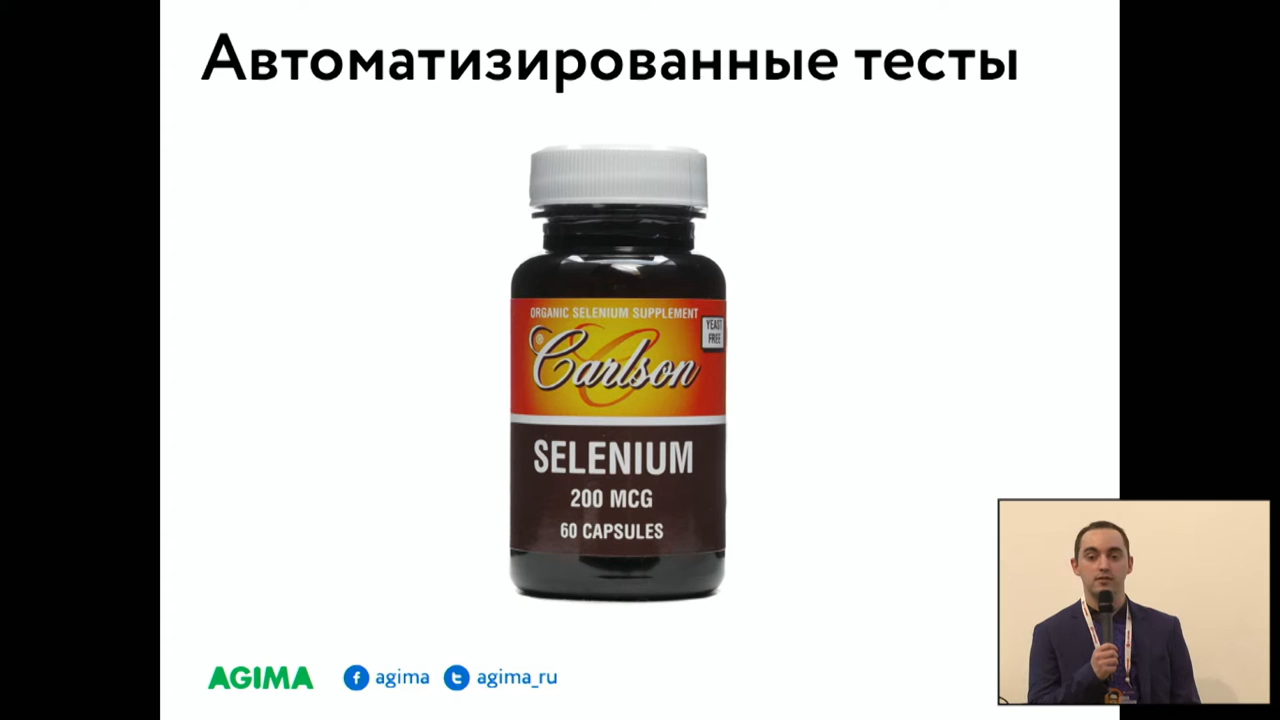 Автоматизированные тесты
ORGANIC SELENIUM SUPPLEMENT
YEAST
FREE
®
Carlson
SELENIUM
200 MCG
60 CAPSULES
AGIMA
agima
agima_ru